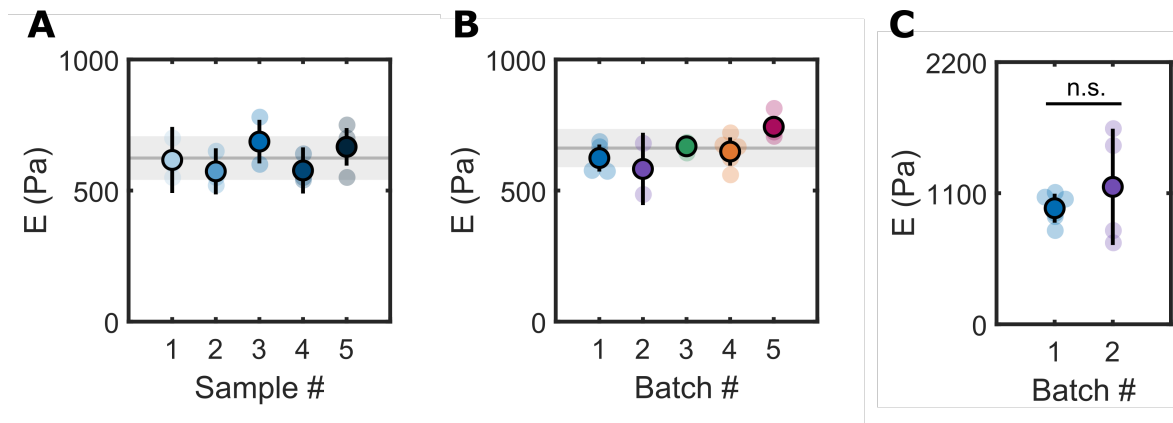 A
1000
500
0
E (Pa)
1 2 3 4 5
Sample #
B
1000
500
0
E (Pa)
1 2 3 4 5
Batch #
C
2200
1100
0
E (Pa)
n.s.
1 2
Batch #